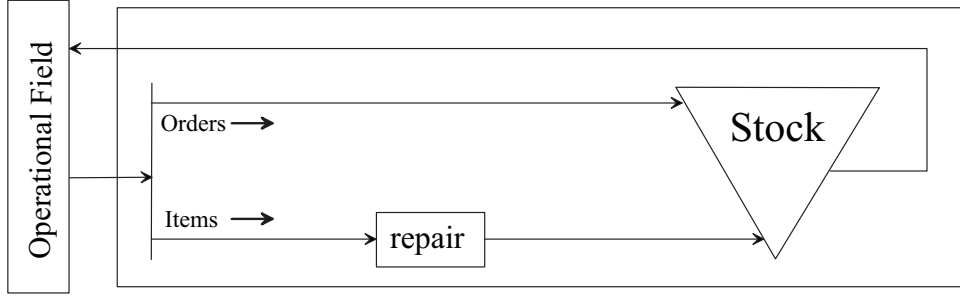 Operational Field
Orders
Stock
Items
repair